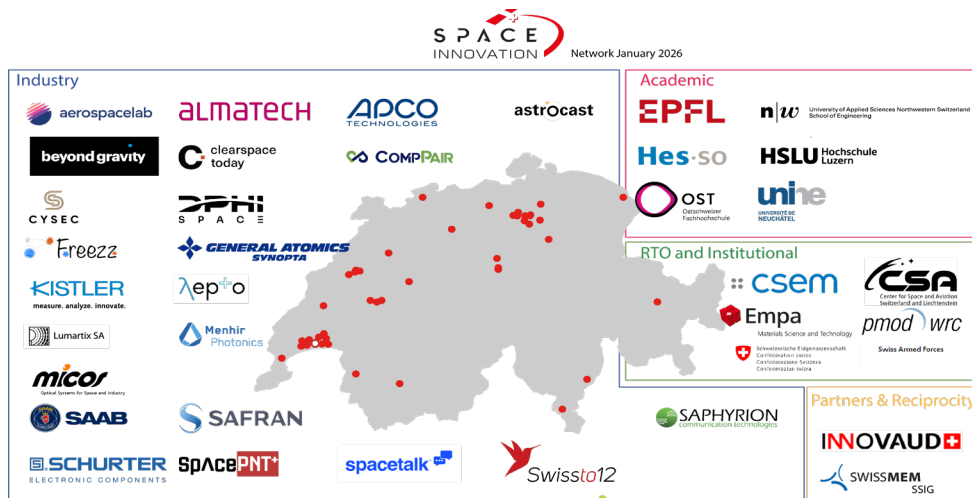 SPACE
INNOVATION
Network January 2026
Industry
aerospacelab
ALMATECH
APCO
TECHNOLOGIES
astrocast
beyond gravity
clearspace
today
COMPPAIR
CYSEC
DPHI
SPACE
Freezz
GENERAL ATOMICS
SYNOPTA
KISTLER
measure. analyze. innovate.
λepto
Lumartix SA
Menhir
Photonics
micos
Optical Systems for Space and Industry
SAAB
SAFRAN
SAPHYRION
communication technologies
SCHURTER
ELECTRONIC COMPONENTS
SpacePNT+
spacetalk
Swissto12
Academic
EPFL
n|w
University of Applied Sciences Northwestern Switzerland
School of Engineering
Hes·so
HSLU Hochschule
Luzern
OST
Ostschweizer
Fachhochschule
unine
UNIVERSITÉ DE
NEUCHÂTEL
RTO and Institutional
csem
CSA
Center for Space and Aviation
Switzerland and Liechtenstein
Empa
Materials Science and Technology
pmod wrc
Schweizerische Eidgenossenschaft
Confédération suisse
Confederazione Svizzera
Confederaziun svizra
Swiss Armed Forces
Partners & Reciprocity
INNOVAUD
SWISSMEM
SSIG